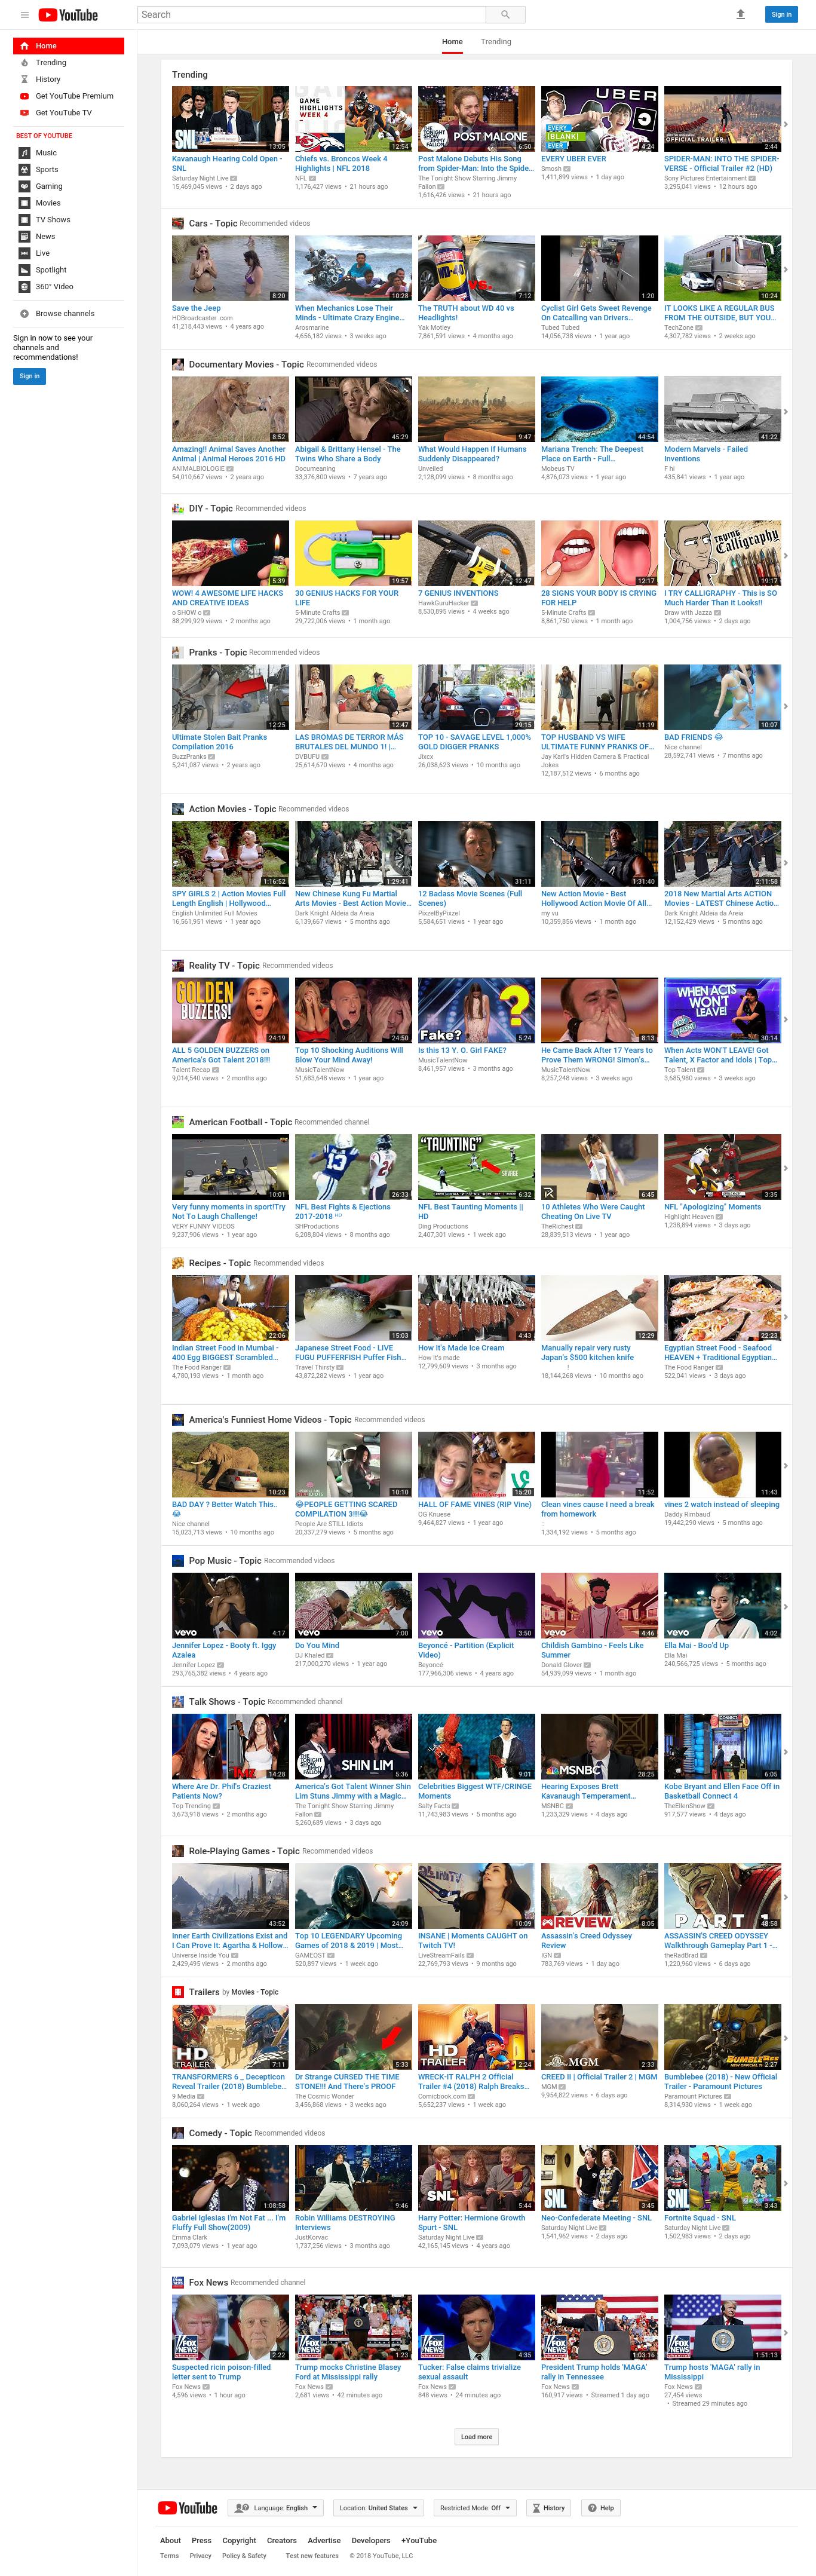 YouTube
Search
Sign in
Home
Trending
History
Get YouTube Premium
Get YouTube TV
BEST OF YOUTUBE
Music
Sports
Gaming
Movies
TV Shows
News
Live
Spotlight
360° Video
Browse channels
Sign in now to see your
channels and
recommendations!
Sign in
Home Trending
Trending
SNL 13:05
GAME HIGHLIGHTS WEEK 4 12:54
THE TONIGHT SHOW FALLON POST MALONE 6:50
UBER EVERY [BLANK] EVER 4:24
OFFICIAL TRAILER 2:44
Kavanaugh Hearing Cold Open -
SNL
Saturday Night Live
15,469,045 views • 2 days ago
Chiefs vs. Broncos Week 4
Highlights | NFL 2018
NFL
1,176,427 views • 21 hours ago
Post Malone Debuts His Song
from Spider-Man: Into the Spide...
The Tonight Show Starring Jimmy
Fallon
1,616,426 views • 21 hours ago
EVERY UBER EVER
Smosh
1,411,899 views • 1 day ago
SPIDER-MAN: INTO THE SPIDER-
VERSE - Official Trailer #2 (HD)
Sony Pictures Entertainment
3,295,041 views • 12 hours ago
Cars - Topic Recommended videos
8:20
10:28
WD-40 VS. 7:12
1:20
10:24
Save the Jeep
HDBroadcaster .com
41,218,443 views • 4 years ago
When Mechanics Lose Their
Minds - Ultimate Crazy Engine...
Arosmarine
4,656,182 views • 3 weeks ago
The TRUTH about WD 40 vs
Headlights!
Yak Motley
7,861,591 views • 4 months ago
Cyclist Girl Gets Sweet Revenge
On Catcalling van Drivers...
Tubed Tubed
14,056,738 views • 1 year ago
IT LOOKS LIKE A REGULAR BUS
FROM THE OUTSIDE, BUT YOU...
TechZone
4,307,782 views • 2 weeks ago
Documentary Movies - Topic Recommended videos
8:52
45:29
9:47
44:54
41:22
Amazing!! Animal Saves Another
Animal | Animal Heroes 2016 HD
ANIMALBIOLOGIE
54,010,667 views • 2 years ago
Abigail & Brittany Hensel - The
Twins Who Share a Body
Documeaning
33,376,800 views • 7 years ago
What Would Happen If Humans
Suddenly Disappeared?
Unveiled
2,128,099 views • 8 months ago
Mariana Trench: The Deepest
Place on Earth - Full...
Mobeus TV
4,876,073 views • 1 year ago
Modern Marvels - Failed
Inventions
F hi
435,841 views • 1 year ago
DIY - Topic Recommended videos
5:39
19:57
12:47
12:17
TRYING Calligraphy 19:17
WOW! 4 AWESOME LIFE HACKS
AND CREATIVE IDEAS
o SHOW o
88,299,929 views • 2 months ago
30 GENIUS HACKS FOR YOUR
LIFE
5-Minute Crafts
29,722,006 views • 1 month ago
7 GENIUS INVENTIONS
HawkGuruHacker
8,530,895 views • 4 weeks ago
28 SIGNS YOUR BODY IS CRYING
FOR HELP
5-Minute Crafts
8,861,750 views • 1 month ago
I TRY CALLIGRAPHY - This is SO
Much Harder Than it Looks!!
Draw with Jazza
1,004,756 views • 2 days ago
Pranks - Topic Recommended videos
12:25
12:47
29:15
11:19
10:07
Ultimate Stolen Bait Pranks
Compilation 2016
BuzzPranks
5,241,087 views • 2 years ago
LAS BROMAS DE TERROR MÁS
BRUTALES DEL MUNDO 1! |...
DVBUFU
25,614,670 views • 4 months ago
TOP 10 - SAVAGE LEVEL 1,000%
GOLD DIGGER PRANKS
Jixcx
26,038,623 views • 10 months ago
TOP HUSBAND VS WIFE
ULTIMATE FUNNY PRANKS OF...
Jay Karl's Hidden Camera & Practical
Jokes
12,187,512 views • 6 months ago
BAD FRIENDS 😂
Nice channel
28,592,741 views • 7 months ago
Action Movies - Topic Recommended videos
1:16:52
1:29:41
31:11
1:31:40
2:11:58
SPY GIRLS 2 | Action Movies Full
Length English | Hollywood...
English Unlimited Full Movies
16,561,951 views • 1 year ago
New Chinese Kung Fu Martial
Arts Movies - Best Action Movie...
Dark Knight Aldeia da Areia
6,139,667 views • 5 months ago
12 Badass Movie Scenes (Full
Scenes)
PixzelByPixzel
5,584,651 views • 1 year ago
New Action Movie - Best
Hollywood Action Movie Of All...
my vu
10,359,856 views • 1 month ago
2018 New Martial Arts ACTION
Movies - LATEST Chinese Actio...
Dark Knight Aldeia da Areia
12,152,429 views • 5 months ago
Reality TV - Topic Recommended videos
GOLDEN BUZZERS! 24:19
24:50
Fake? 5:24
8:13
WHEN ACTS WON'T LEAVE! TOP TALENT 30:14
ALL 5 GOLDEN BUZZERS on
America's Got Talent 2018!!!
Talent Recap
9,014,540 views • 2 months ago
Top 10 Shocking Auditions Will
Blow Your Mind Away!
MusicTalentNow
51,683,648 views • 1 year ago
Is this 13 Y. O. Girl FAKE?
MusicTalentNow
8,461,957 views • 3 months ago
He Came Back After 17 Years to
Prove Them WRONG! Simon's...
MusicTalentNow
8,257,248 views • 3 weeks ago
When Acts WON'T LEAVE! Got
Talent, X Factor and Idols | Top...
Top Talent
3,685,980 views • 3 weeks ago
American Football - Topic Recommended channel
10:01
26:33
"TAUNTING" 6:32
6:45
3:35
Very funny moments in sport!Try
Not To Laugh Challenge!
VERY FUNNY VIDEOS
9,237,906 views • 1 year ago
NFL Best Fights & Ejections
2017-2018 ᴴᴰ
SHProductions
6,208,804 views • 8 months ago
NFL Best Taunting Moments ||
HD
Ding Productions
2,407,301 views • 1 week ago
10 Athletes Who Were Caught
Cheating On Live TV
TheRichest
28,839,513 views • 1 year ago
NFL "Apologizing" Moments
Highlight Heaven
1,238,894 views • 3 days ago
Recipes - Topic Recommended videos
22:06
15:03
4:43
12:29
22:23
Indian Street Food in Mumbai -
400 Egg BIGGEST Scrambled...
The Food Ranger
4,780,193 views • 1 month ago
Japanese Street Food - LIVE
FUGU PUFFERFISH Puffer Fish...
Travel Thirsty
43,872,282 views • 1 year ago
How It's Made Ice Cream
How It's made
12,799,609 views • 3 months ago
Manually repair very rusty
Japan's $500 kitchen knife
18,144,268 views • 10 months ago
Egyptian Street Food - Seafood
HEAVEN + Traditional Egyptian...
The Food Ranger
522,041 views • 3 days ago
America's Funniest Home Videos - Topic Recommended videos
10:23
10:10
15:20
11:52
11:43
BAD DAY ? Better Watch This..
😂
Nice channel
15,023,713 views • 10 months ago
😂PEOPLE GETTING SCARED
COMPILATION 3!!!😂
People Are STILL Idiots
20,337,279 views • 5 months ago
HALL OF FAME VINES (RIP Vine)
OG Knuese
9,464,827 views • 1 year ago
Clean vines cause I need a break
from homework
::
1,334,192 views • 5 months ago
vines 2 watch instead of sleeping
Daddy Rimbaud
19,442,290 views • 5 months ago
Pop Music - Topic Recommended videos
vevo 4:17
7:00
vevo 3:50
vevo 4:46
vevo 4:02
Jennifer Lopez - Booty ft. Iggy
Azalea
Jennifer Lopez
293,765,382 views • 4 years ago
Do You Mind
DJ Khaled
217,000,270 views • 1 year ago
Beyoncé - Partition (Explicit
Video)
Beyoncé
177,966,306 views • 4 years ago
Childish Gambino - Feels Like
Summer
Donald Glover
54,939,099 views • 1 month ago
Ella Mai - Boo'd Up
Ella Mai
240,566,725 views • 5 months ago
Talk Shows - Topic Recommended channel
TMZ 14:28
THE TONIGHT SHOW FALLON SHIN LIM 5:36
9:01
MSNBC 28:25
6:05
Where Are Dr. Phil's Craziest
Patients Now?
Top Trending
3,673,918 views • 2 months ago
America's Got Talent Winner Shin
Lim Stuns Jimmy with a Magic...
The Tonight Show Starring Jimmy
Fallon
5,260,689 views • 3 days ago
Celebrities Biggest WTF/CRINGE
Moments
Salty Facta
11,743,983 views • 5 months ago
Hearing Exposes Brett
Kavanaugh Temperament...
MSNBC
1,233,329 views • 4 days ago
Kobe Bryant and Ellen Face Off in
Basketball Connect 4
TheEllenShow
917,577 views • 4 days ago
Role-Playing Games - Topic Recommended videos
43:52
24:09
10:09
REVIEW 8:05
PART 1 48:58
Inner Earth Civilizations Exist and
I Can Prove It: Agartha & Hollow...
Universe Inside You
2,429,495 views • 2 months ago
Top 10 LEGENDARY Upcoming
Games of 2018 & 2019 | Most...
GAMEOST
520,897 views • 1 week ago
INSANE | Moments CAUGHT on
Twitch TV!
LiveStreamFails
22,769,793 views • 9 months ago
Assassin's Creed Odyssey
Review
IGN
783,769 views • 1 day ago
ASSASSIN'S CREED ODYSSEY
Walkthrough Gameplay Part 1 -...
theRadBrad
1,220,960 views • 6 days ago
Trailers by Movies - Topic
HD TRAILER 7:11
5:33
HD TRAILER 2:24
MGM 2:33
BUMBLEBEE 2:27
TRANSFORMERS 6 _ Decepticon
Reveal Trailer (2018) Bumblebe...
9 Media
8,060,264 views • 1 week ago
Dr Strange CURSED THE TIME
STONE!!! And There's PROOF
The Cosmic Wonder
3,456,868 views • 3 weeks ago
WRECK-IT RALPH 2 Official
Trailer #4 (2018) Ralph Breaks...
Comicbook.com
5,652,237 views • 1 week ago
CREED II | Official Trailer 2 | MGM
MGM
9,954,822 views • 6 days ago
Bumblebee (2018) - New Official
Trailer - Paramount Pictures
Paramount Pictures
8,314,930 views • 1 week ago
Comedy - Topic Recommended videos
1:08:58
9:46
SNL 5:44
SNL 3:45
SNL 3:43
Gabriel Iglesias I'm Not Fat ... I'm
Fluffy Full Show(2009)
Emma Clark
7,093,079 views • 1 year ago
Robin Williams DESTROYING
Interviews
JustKorvac
1,737,256 views • 3 months ago
Harry Potter: Hermione Growth
Spurt - SNL
Saturday Night Live
42,165,145 views • 4 years ago
Neo-Confederate Meeting - SNL
Saturday Night Live
1,541,962 views • 2 days ago
Fortnite Squad - SNL
Saturday Night Live
1,502,983 views • 2 days ago
Fox News Recommended channel
FOX NEWS 2:22
FOX NEWS 1:23
FOX NEWS 4:35
FOX NEWS 1:03:16
FOX NEWS 1:51:13
Suspected ricin poison-filled
letter sent to Trump
Fox News
4,596 views • 1 hour ago
Trump mocks Christine Blasey
Ford at Mississippi rally
Fox News
2,681 views • 42 minutes ago
Tucker: False claims trivialize
sexual assault
Fox News
848 views • 24 minutes ago
President Trump holds 'MAGA'
rally in Tennessee
Fox News
160,917 views • Streamed 1 day ago
Trump hosts 'MAGA' rally in
Mississippi
Fox News
27,454 views
• Streamed 29 minutes ago
Load more
YouTube Language: English Location: United States Restricted Mode: Off History Help
About Press Copyright Creators Advertise Developers +YouTube
Terms Privacy Policy & Safety Test new features © 2018 YouTube, LLC